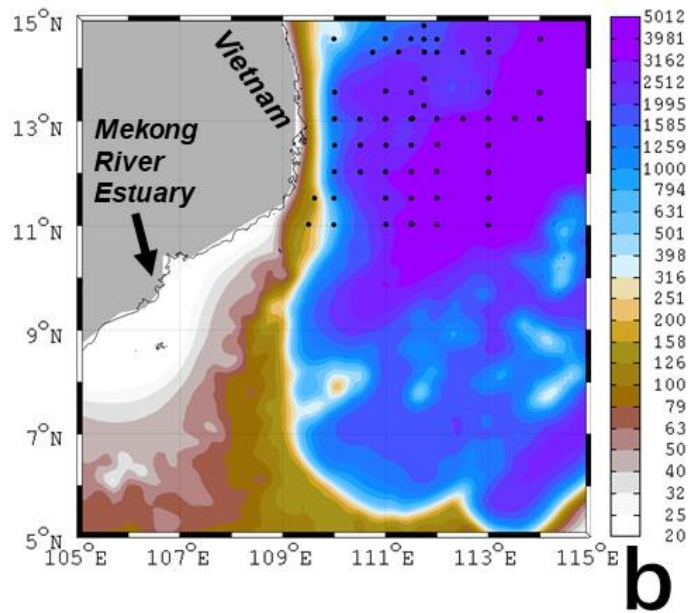 15°N
13°N
11°N
9°N
7°N
5°N
105°E
107°E
109°E
111°E
113°E
115°E
Vietnam
Mekong
River
Estuary
5012
3981
3162
2512
1995
1585
1259
1000
794
631
501
398
316
251
200
158
126
100
79
63
50
40
32
25
20
b